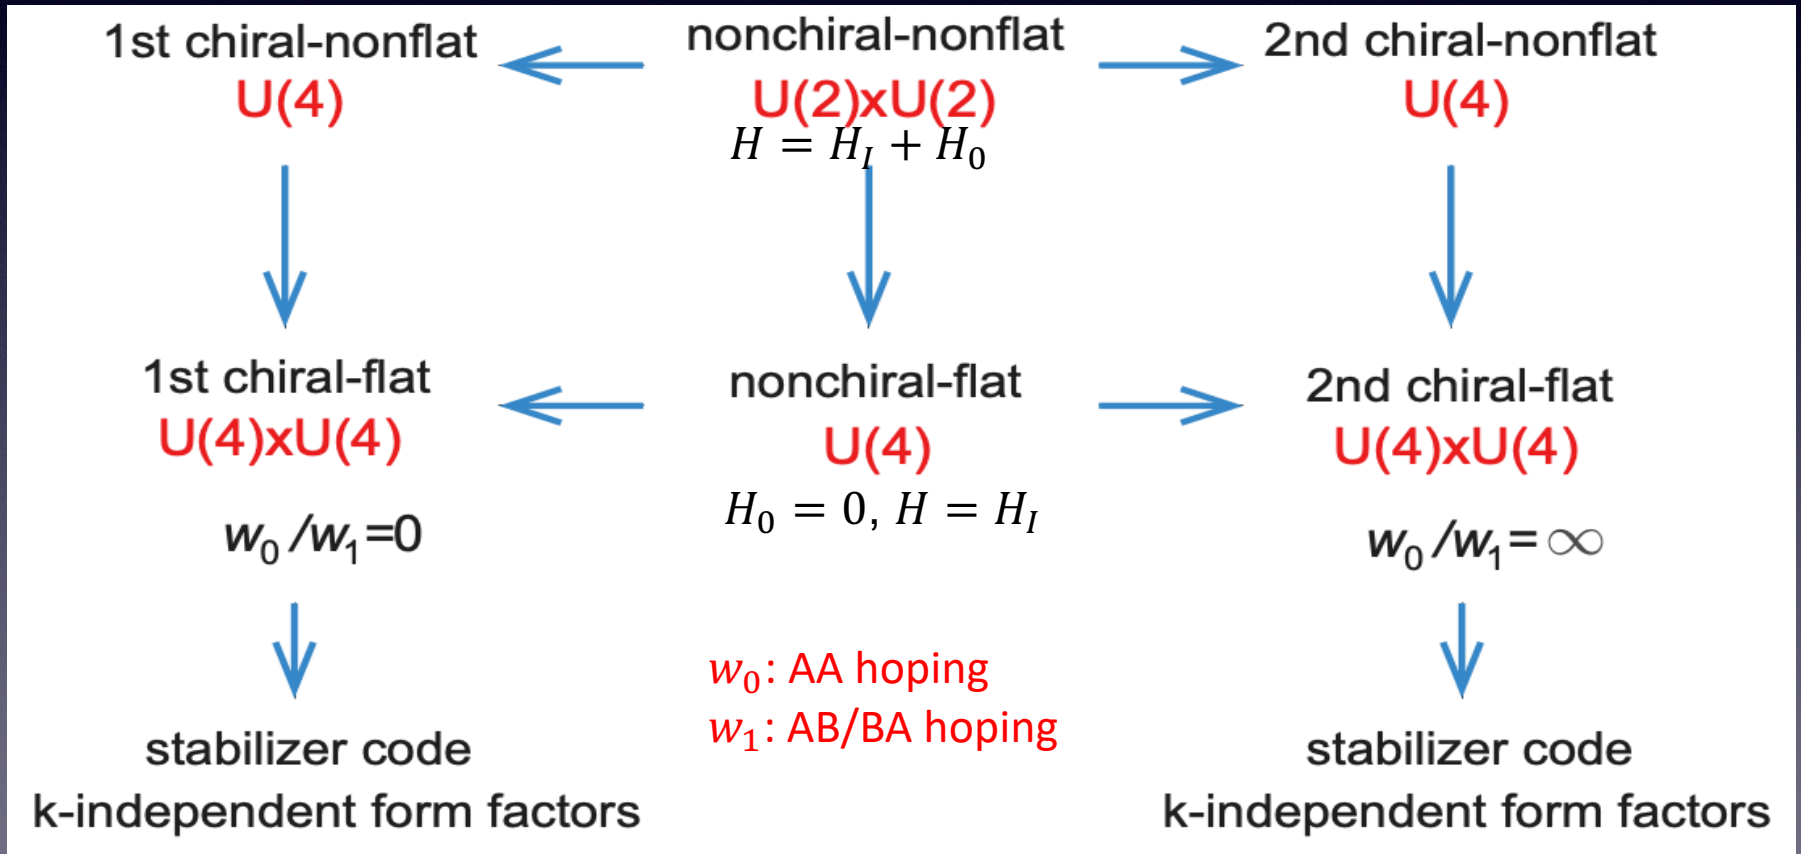 1st chiral-nonflat
U(4)
nonchiral-nonflat
U(2)xU(2)
H = H_I + H_0
2nd chiral-nonflat
U(4)
1st chiral-flat
U(4)xU(4)
w_0/w_1=0
nonchiral-flat
U(4)
H_0 = 0, H = H_I
2nd chiral-flat
U(4)xU(4)
w_0/w_1=∞
w_0: AA hoping
w_1: AB/BA hoping
stabilizer code
k-independent form factors
stabilizer code
k-independent form factors